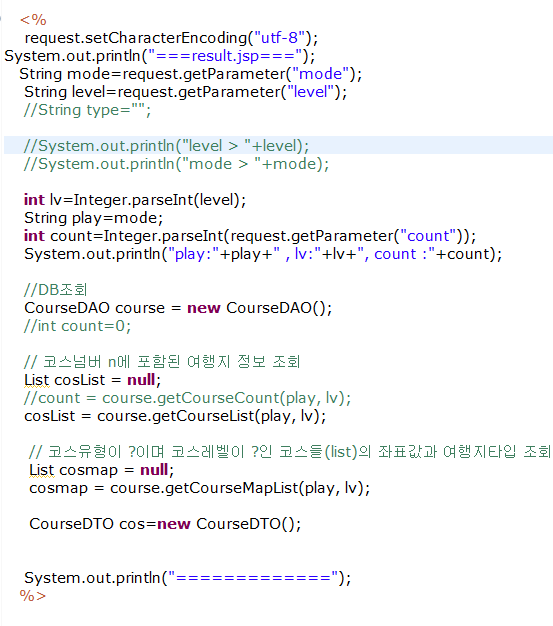 <%
request.setCharacterEncoding("utf-8");
System.out.println("===result.jsp===");
String mode=request.getParameter("mode");
String level=request.getParameter("level");
//String type="";
//System.out.println("level > "+level);
//System.out.println("mode > "+mode);
int lv=Integer.parseInt(level);
String play=mode;
int count=Integer.parseInt(request.getParameter("count"));
System.out.println("play:"+play+" , lv:"+lv+", count :"+count);
//DB조회
CourseDAO course = new CourseDAO();
//int count=0;
// 코스넘버 n에 포함된 여행지 정보 조회
List cosList = null;
//count = course.getCourseCount(play, lv);
cosList = course.getCourseList(play, lv);
// 코스유형이 ?이며 코스레벨이 ?인 코스들(list)의 좌표값과 여행지타입 조회
List cosmap = null;
cosmap = course.getCourseMapList(play, lv);
CourseDTO cos=new CourseDTO();
System.out.println("=============");
%>